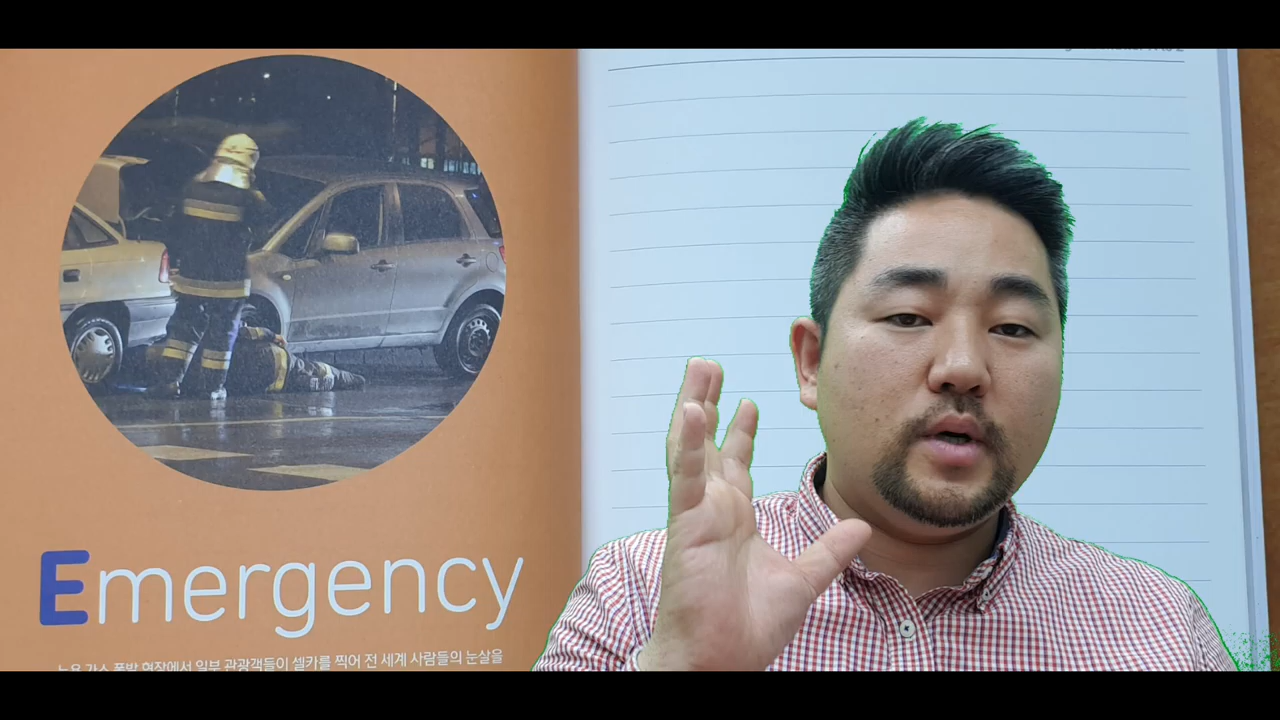 Emergency
뉴욕 가스 폭발 현장에서 일부 관광객들이 셀카를 찍어 전 세계 사람들의 눈살을